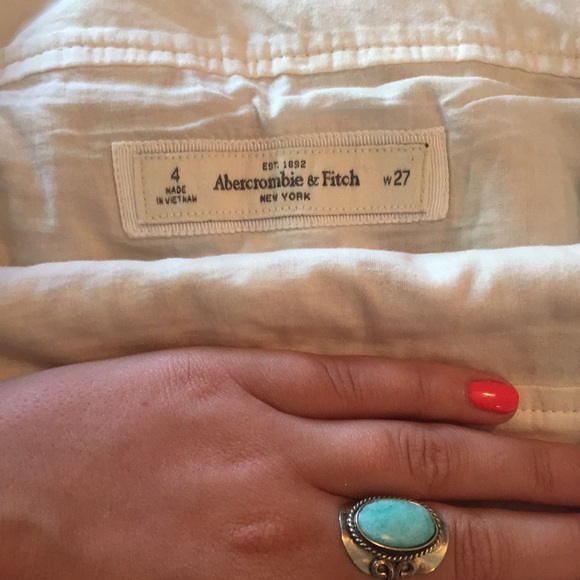 4
MADE
IN VIETNAM
EST. 1892
Abercrombie & Fitch
NEW YORK
W27